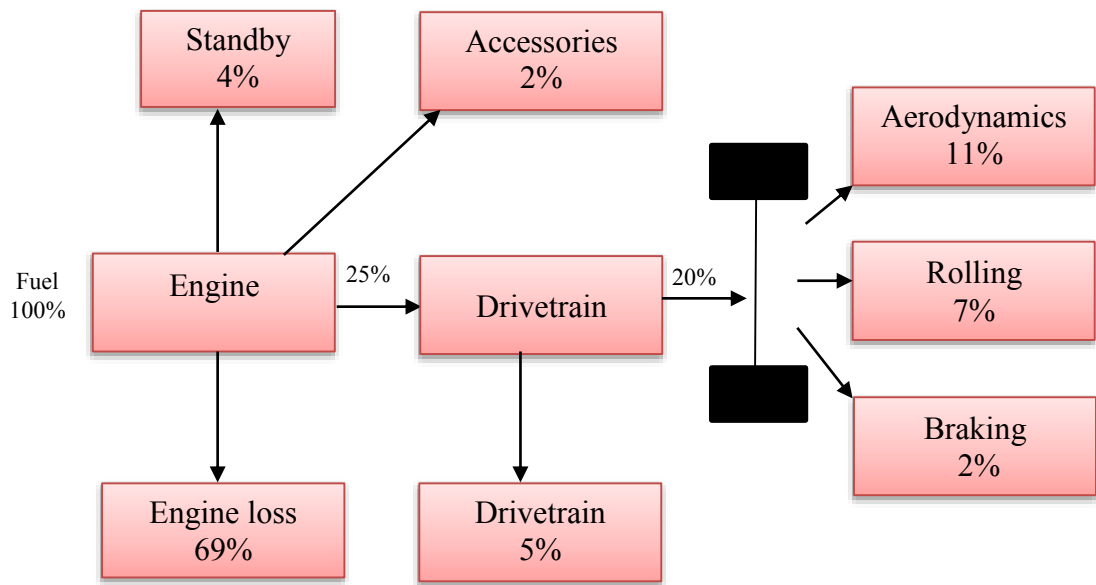 Standby
4%
Accessories
2%
Aerodynamics
11%
Fuel
100%
Engine
25%
Drivetrain
20%
Rolling
7%
Braking
2%
Engine loss
69%
Drivetrain
5%